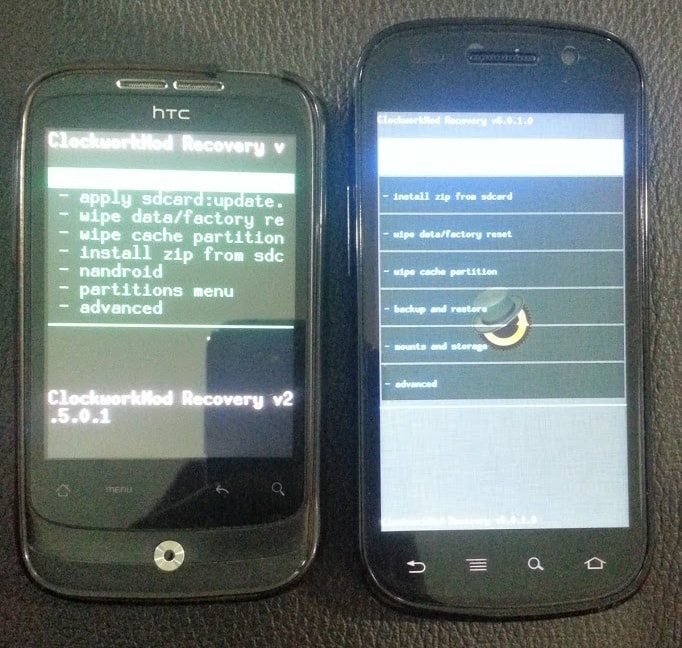 hTC
ClockworkMod Recovery v
- apply sdcard:update.
- wipe data/factory re
- wipe cache partition
- install zip from sdc
- nandroid
- partitions menu
- advanced
ClockworkMod Recovery v2
.5.0.1
menu
ClockworkMod Recovery v6.0.1.0
- install zip from sdcard
- wipe data/factory reset
- wipe cache partition
- backup and restore
- mounts and storage
- advanced
ClockworkMod Recovery v6.0.1.0